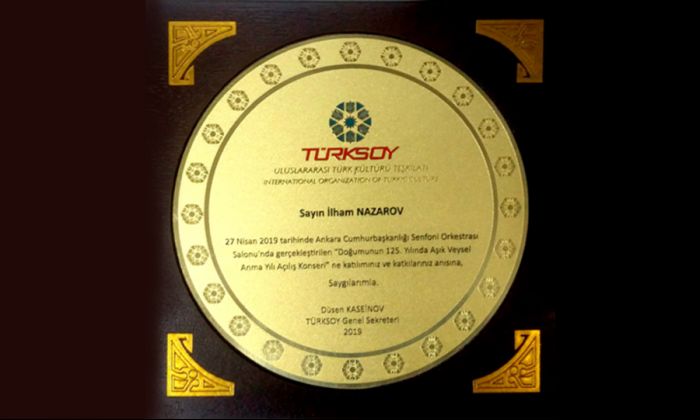 TÜRKSOY
ULUSLARARASI TÜRK KÜLTÜRÜ TEŞKİLATI
INTERNATIONAL ORGANIZATION OF TURKIC CULTURE
Sayın İlham NAZAROV
27 Nisan 2019 tarihinde Ankara Cumhurbaşkanlığı Senfoni Orkestrası
Salonu'nda gerçekleştirilen "Doğumunun 125. Yılında Aşık Veysel
Anma Yılı Açılış Konseri" ne katılımınız ve katkılarınız anısına,
Saygılarımla.
Düsen KASEİNOV
TÜRKSOY Genel Sekreteri
2019